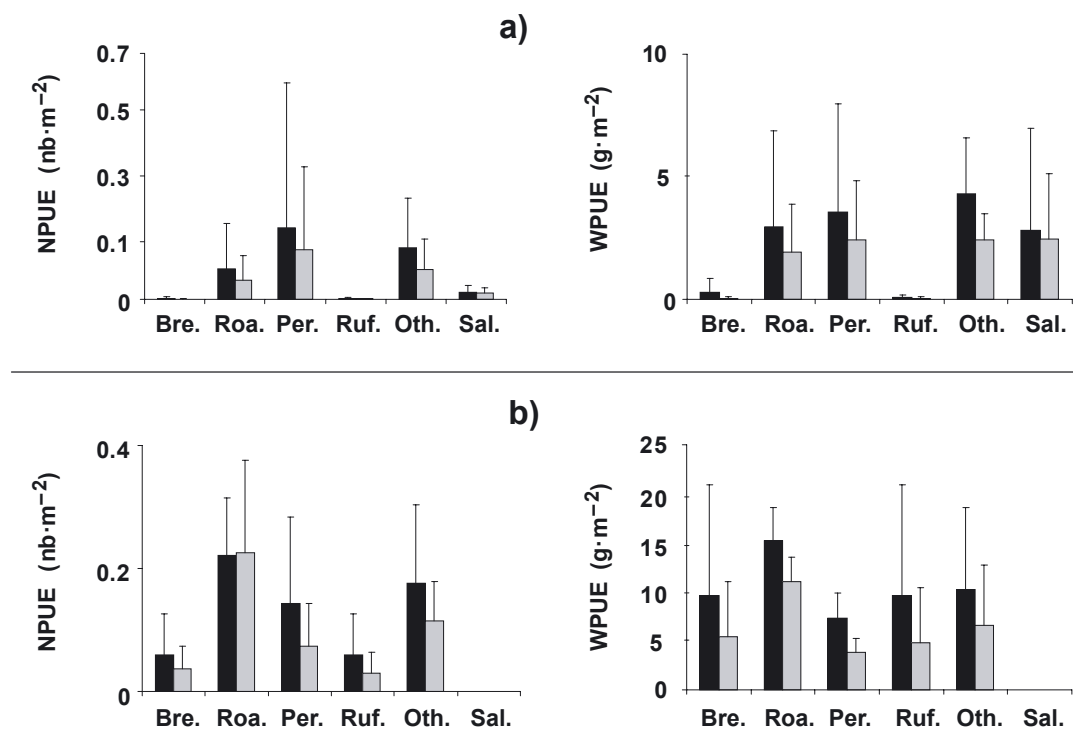 a)
0.7
0.5
0.3
0.1
0
NPUE (nb·m⁻²)
Bre. Roa. Per. Ruf. Oth. Sal.
10
5
0
WPUE (g·m⁻²)
Bre. Roa. Per. Ruf. Oth. Sal.
b)
0.4
0.2
0
NPUE (nb·m⁻²)
Bre. Roa. Per. Ruf. Oth. Sal.
25
20
15
10
5
0
WPUE (g·m⁻²)
Bre. Roa. Per. Ruf. Oth. Sal.